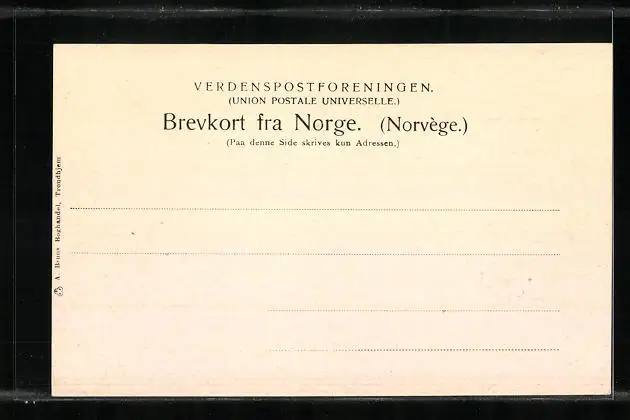 VERDENSPOSTFORENINGEN.
(UNION POSTALE UNIVERSELLE.)
Brevkort fra Norge. (Norvège.)
(Paa denne Side skrives kun Adressen.)
A. Bruns Boghandel, Trondhjem